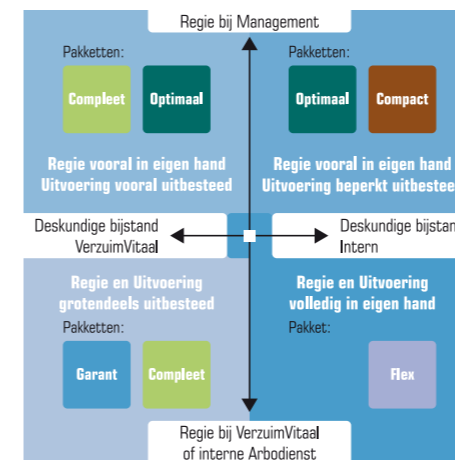 Regie bij Management
Pakketten:
Compleet
Optimaal
Regie vooral in eigen hand
Uitvoering vooral uitbesteed
Pakketten:
Optimaal
Compact
Regie vooral in eigen hand
Uitvoering beperkt uitbestee
Deskundige bijstand
VerzuimVitaal
Deskundige bijstan
Intern
Regie en Uitvoering
grotendeels uitbesteed
Pakketten:
Garant
Compleet
Regie en Uitvoering
volledig in eigen hand
Pakket:
Flex
Regie bij VerzuimVitaal
of interne Arbodienst